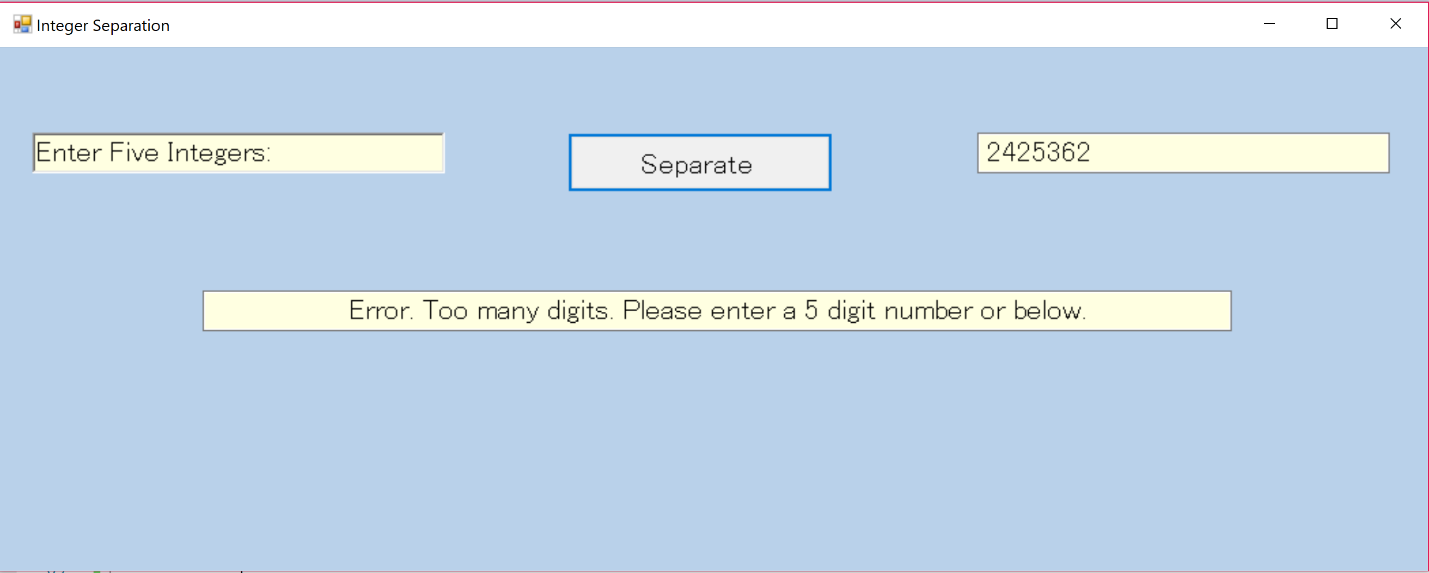 Integer Separation
Enter Five Integers:
Separate
2425362
Error. Too many digits. Please enter a 5 digit number or below.